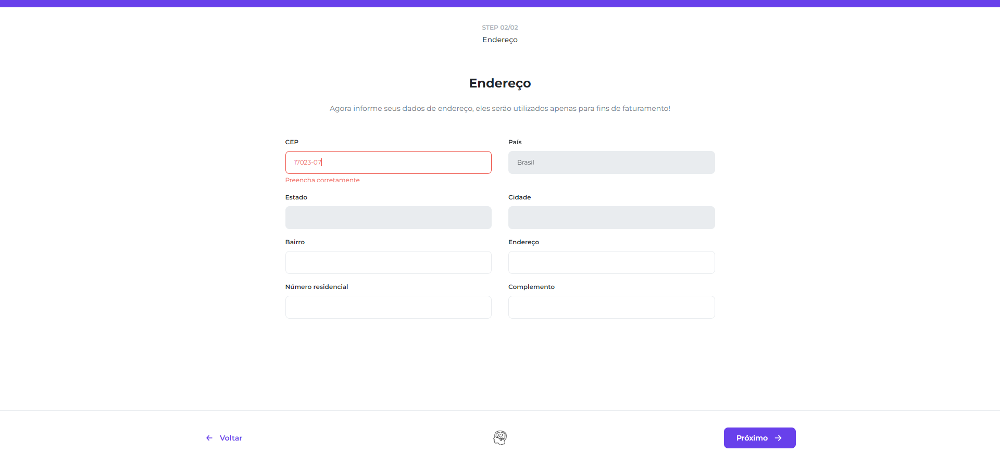 STEP 02/02
Endereço
Endereço
Agora informe seus dados de endereço, eles serão utilizados apenas para fins de faturamento!
CEP
País
17023-07
Brasil
Preencha corretamente
Estado
Cidade
Bairro
Endereço
Número residencial
Complemento
Voltar
Próximo